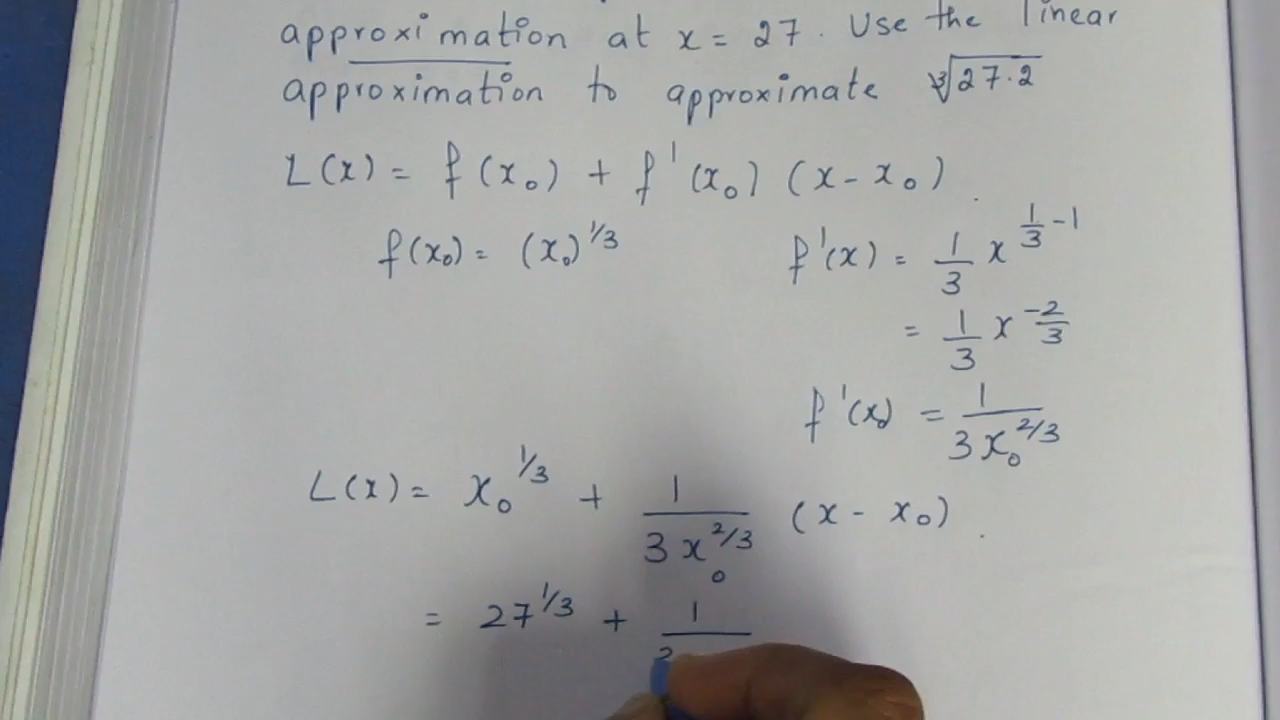 approximation at x = 27. Use the linear
approximation to approximate ∛27.2
L(x) = f(x₀) + f'(x₀) (x - x₀)
f(x₀) = (x₀)^1/3
f'(x) = 1/3 x^(1/3 - 1)
= 1/3 x^(-2/3)
f'(x₀) = 1/(3x₀^2/3)
L(x) = x₀^1/3 + 1/(3x₀^2/3) (x - x₀)
= 27^1/3 + 1/